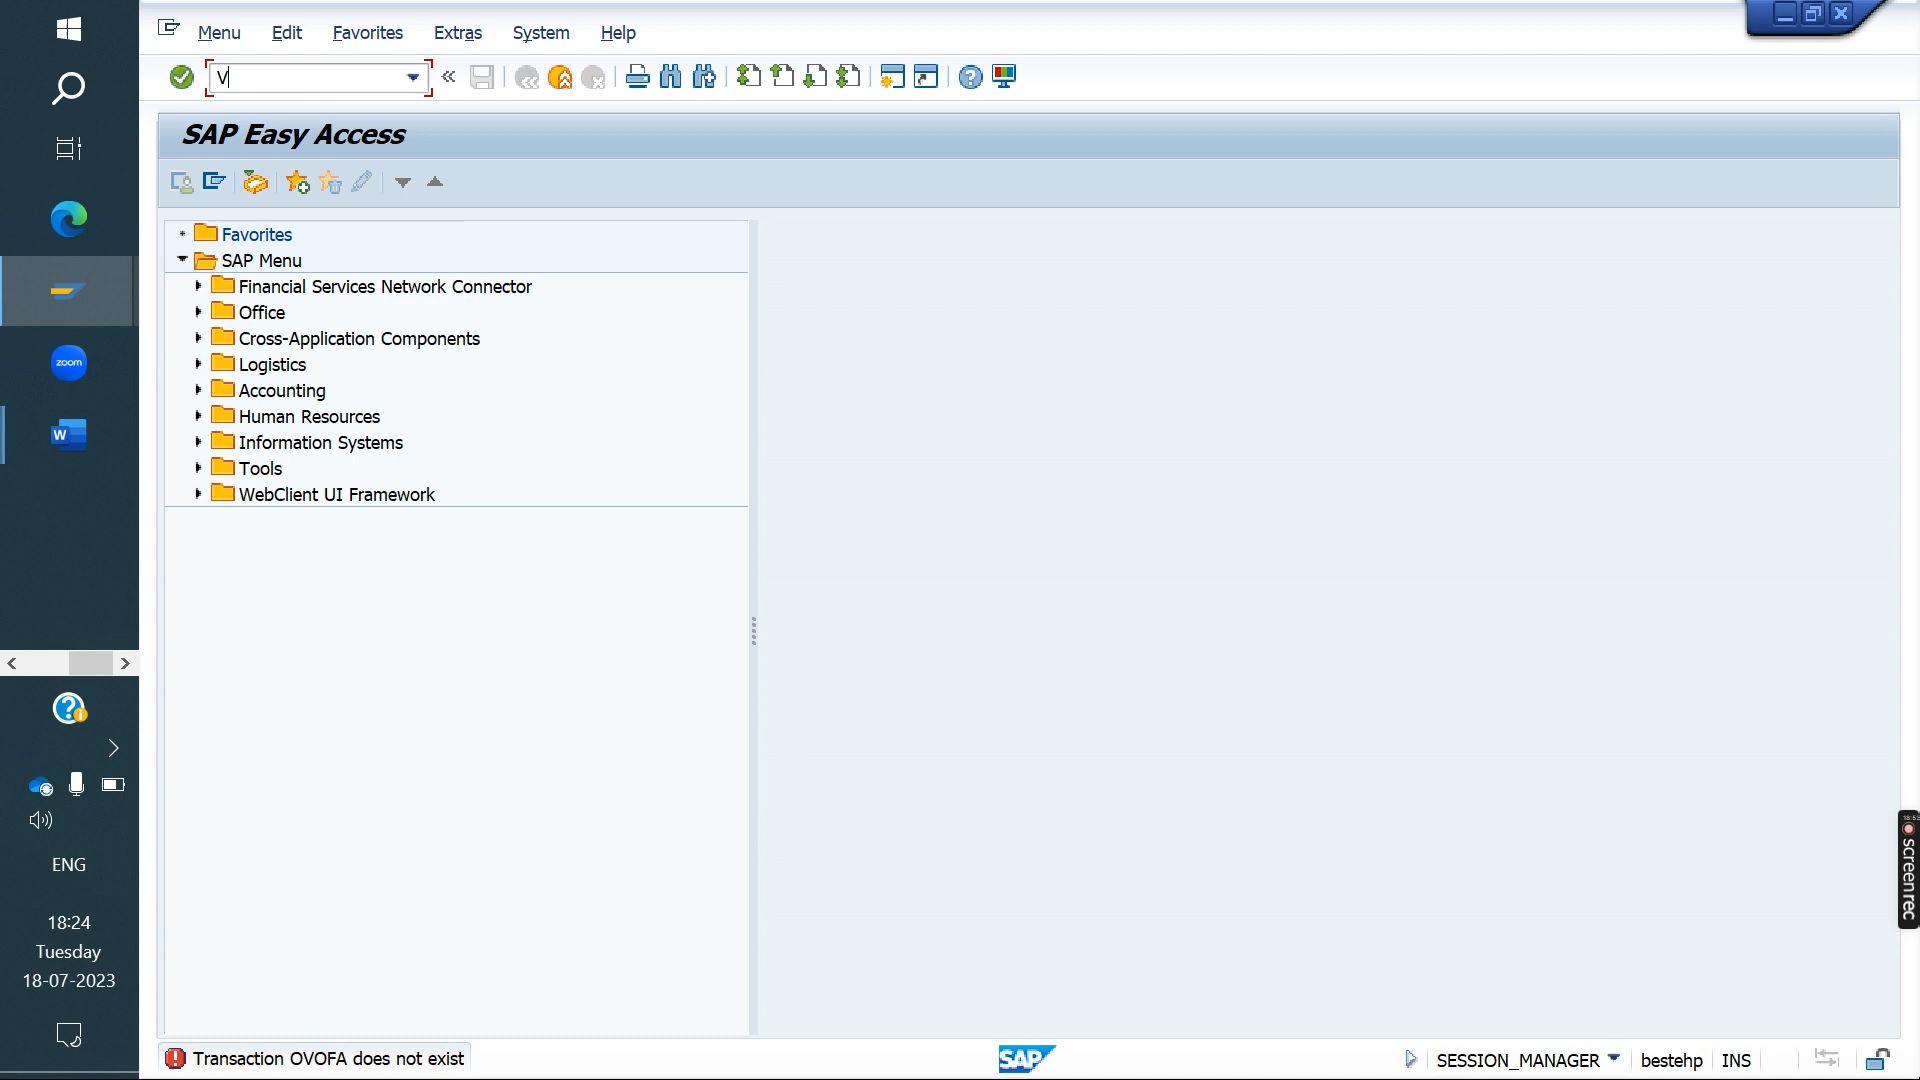 Menu Edit Favorites Extras System Help
V
SAP Easy Access
Favorites
SAP Menu
Financial Services Network Connector
Office
Cross-Application Components
Logistics
Accounting
Human Resources
Information Systems
Tools
WebClient UI Framework
zoom
W
ENG
18:24
Tuesday
18-07-2023
screenrec
Transaction OVOFA does not exist
SAP
SESSION_MANAGER
bestehp
INS